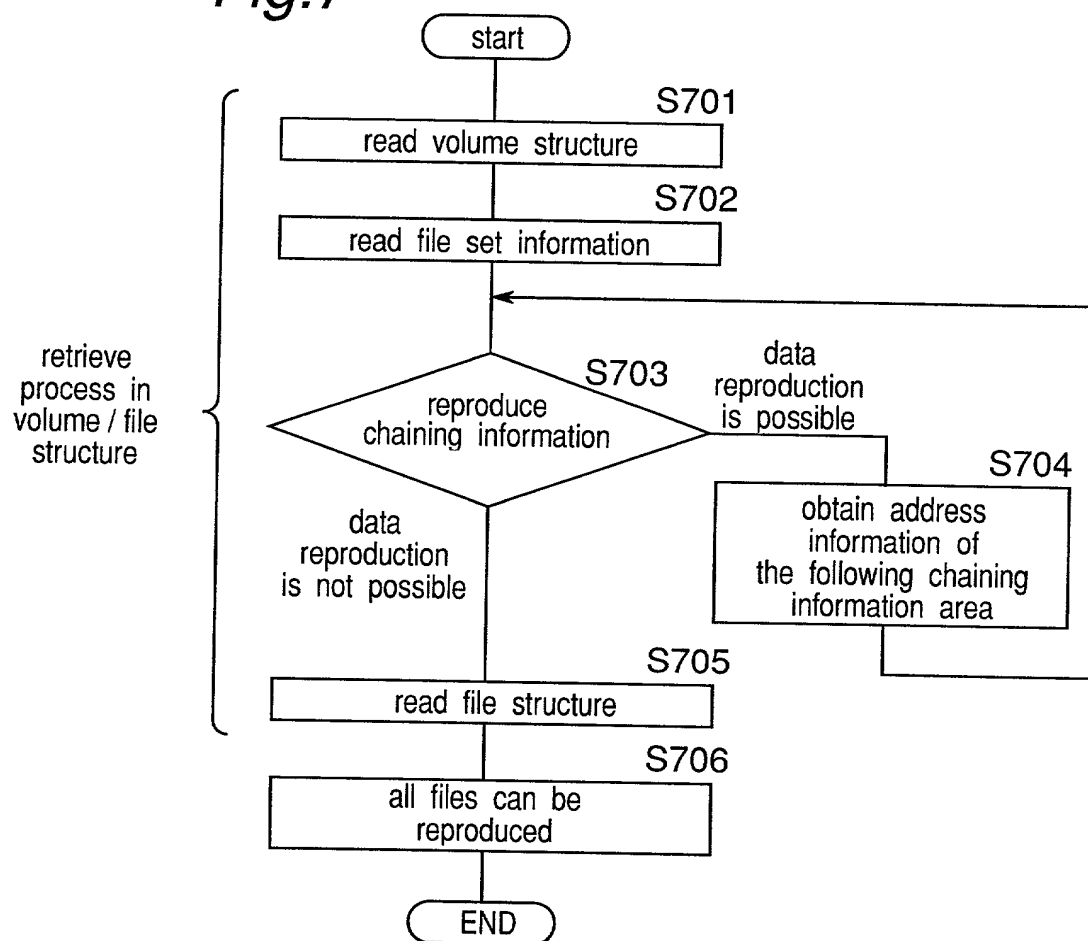 Fig.7
start
S701
read volume structure
S702
read file set information
retrieve
process in
volume / file
structure
S703
reproduce
chaining information
data
reproduction
is possible
S704
obtain address
information of
the following chaining
information area
data
reproduction
is not possible
S705
read file structure
S706
all files can be
reproduced
END